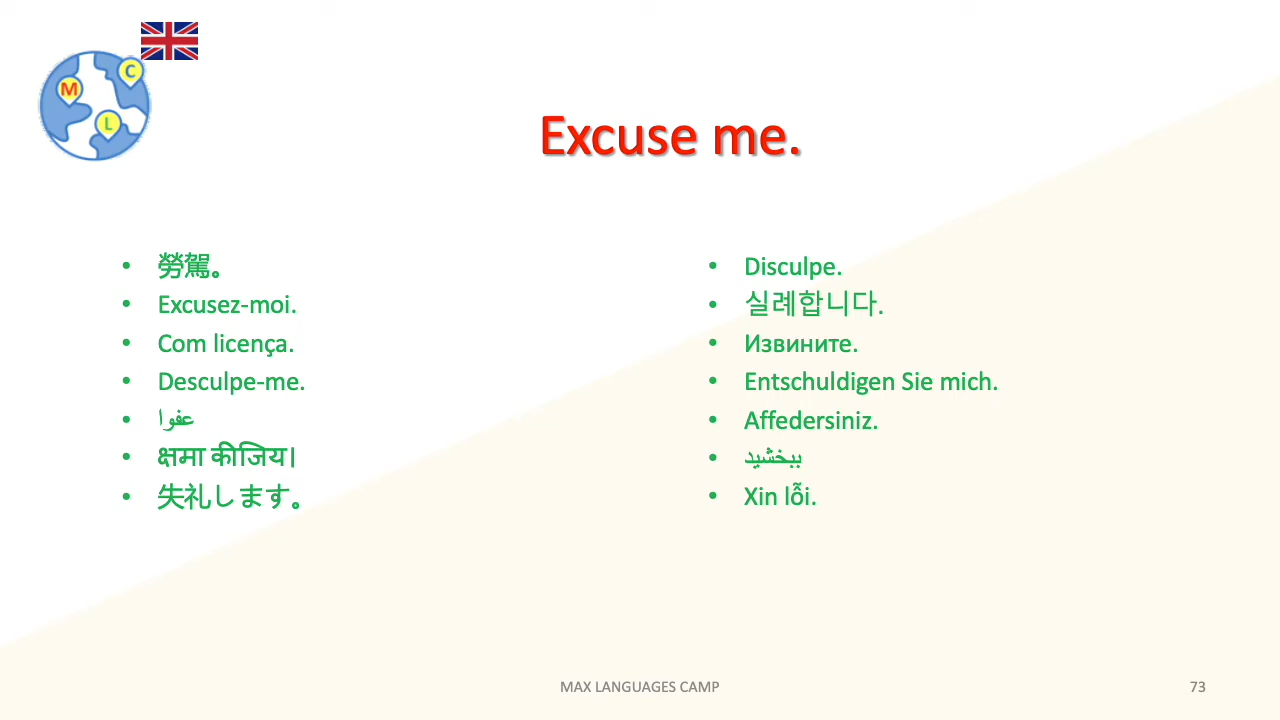 C
M
L
Excuse me.
• 勞駕。
• Excusez-moi.
• Com licença.
• Desculpe-me.
• عفوا
• क्षमा कीजिय।
• 失礼します。
• Disculpe.
• 실례합니다.
• Извините.
• Entschuldigen Sie mich.
• Affedersiniz.
• ببخشید
• Xin lỗi.
MAX LANGUAGES CAMP
73